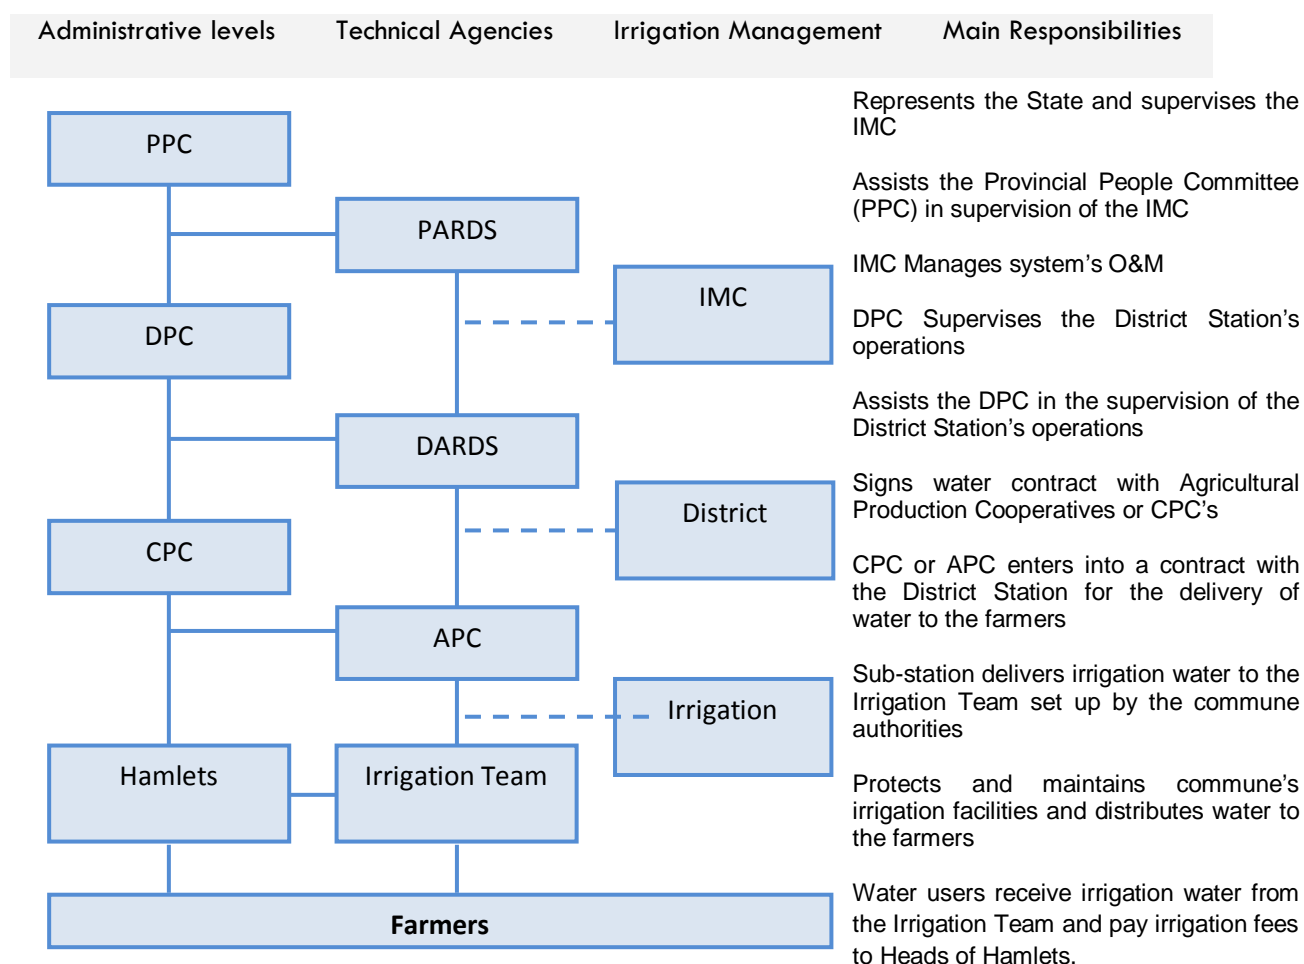 Administrative levels Technical Agencies Irrigation Management Main Responsibilities
PPC
PARDS
IMC
DPC
DARDS
District
CPC
APC
Irrigation
Hamlets
Irrigation Team
Farmers
Represents the State and supervises the
IMC
Assists the Provincial People Committee
(PPC) in supervision of the IMC
IMC Manages system’s O&M
DPC Supervises the District Station’s
operations
Assists the DPC in the supervision of the
District Station’s operations
Signs water contract with Agricultural
Production Cooperatives or CPC’s
CPC or APC enters into a contract with
the District Station for the delivery of
water to the farmers
Sub-station delivers irrigation water to the
Irrigation Team set up by the commune
authorities
Protects and maintains commune’s
irrigation facilities and distributes water to
the farmers
Water users receive irrigation water from
the Irrigation Team and pay irrigation fees
to Heads of Hamlets.